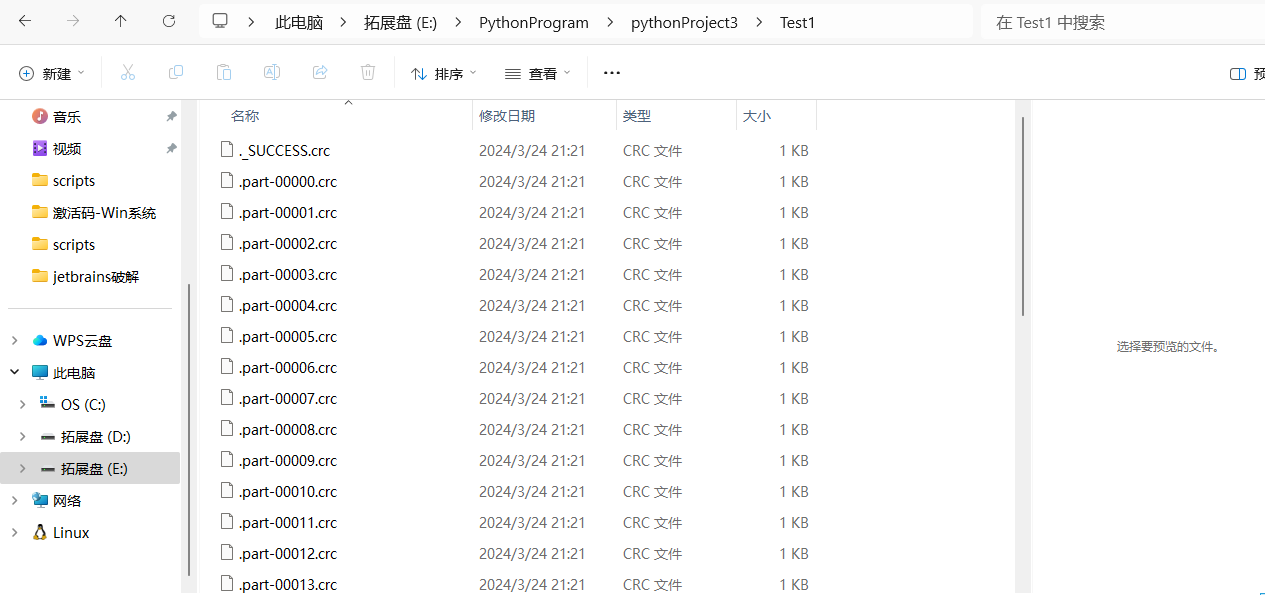 此电脑 拓展盘 (E:) PythonProgram pythonProject3 Test1 在 Test1 中搜索
新建 排序 查看 预
音乐
视频
scripts
激活码-Win系统
scripts
jetbrains破解
WPS云盘
此电脑
OS (C:)
拓展盘 (D:)
拓展盘 (E:)
网络
Linux
名称 修改日期 类型 大小
._SUCCESS.crc 2024/3/24 21:21 CRC 文件 1 KB
.part-00000.crc 2024/3/24 21:21 CRC 文件 1 KB
.part-00001.crc 2024/3/24 21:21 CRC 文件 1 KB
.part-00002.crc 2024/3/24 21:21 CRC 文件 1 KB
.part-00003.crc 2024/3/24 21:21 CRC 文件 1 KB
.part-00004.crc 2024/3/24 21:21 CRC 文件 1 KB
.part-00005.crc 2024/3/24 21:21 CRC 文件 1 KB
.part-00006.crc 2024/3/24 21:21 CRC 文件 1 KB
.part-00007.crc 2024/3/24 21:21 CRC 文件 1 KB
.part-00008.crc 2024/3/24 21:21 CRC 文件 1 KB
.part-00009.crc 2024/3/24 21:21 CRC 文件 1 KB
.part-00010.crc 2024/3/24 21:21 CRC 文件 1 KB
.part-00011.crc 2024/3/24 21:21 CRC 文件 1 KB
.part-00012.crc 2024/3/24 21:21 CRC 文件 1 KB
.part-00013.crc 2024/3/24 21:21 CRC 文件 1 KB
选择要预览的文件。